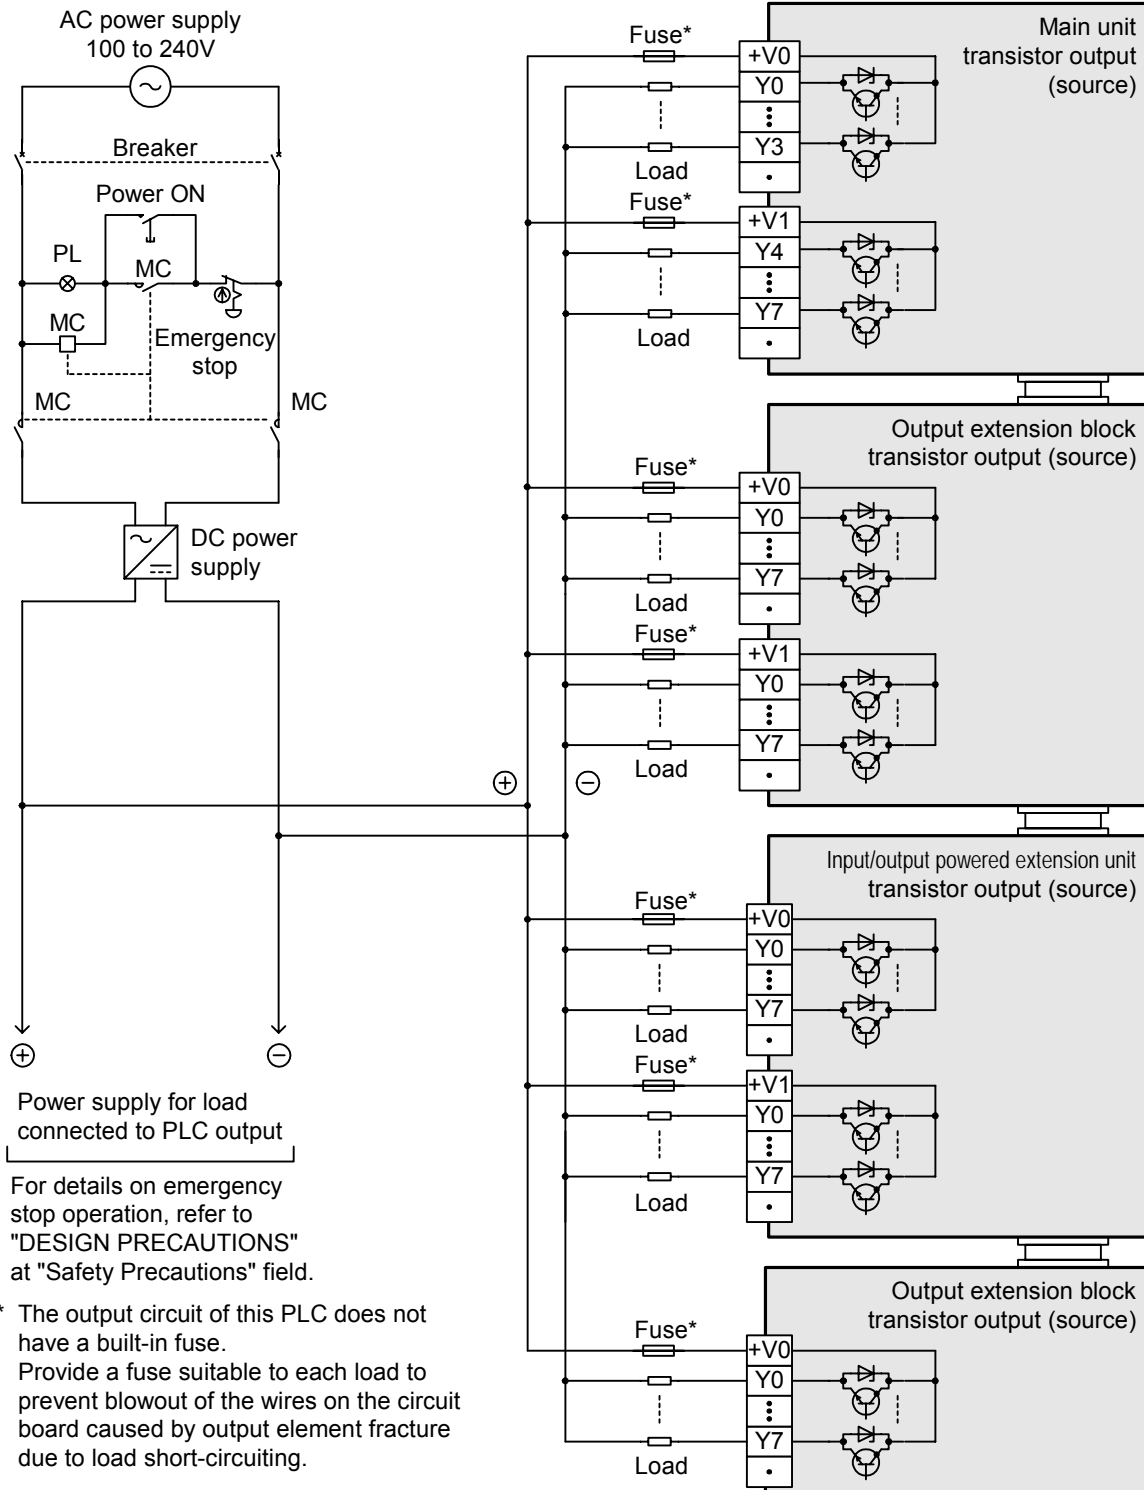 AC power supply
100 to 240V
Breaker
Power ON
PL
MC
MC
Emergency
stop
MC
MC
DC power
supply
Power supply for load
connected to PLC output
For details on emergency
stop operation, refer to
"DESIGN PRECAUTIONS"
at "Safety Precautions" field.
* The output circuit of this PLC does not
have a built-in fuse.
Provide a fuse suitable to each load to
prevent blowout of the wires on the circuit
board caused by output element fracture
due to load short-circuiting.
Main unit
transistor output
(source)
Fuse*
+V0
Y0
Y3
Load
Fuse*
+V1
Y4
Y7
Load
Output extension block
transistor output (source)
Fuse*
+V0
Y0
Y7
Load
Fuse*
+V1
Y0
Y7
Load
Input/output powered extension unit
transistor output (source)
Fuse*
+V0
Y0
Y7
Load
Fuse*
+V1
Y0
Y7
Load
Output extension block
transistor output (source)
Fuse*
+V0
Y0
Y7
Load